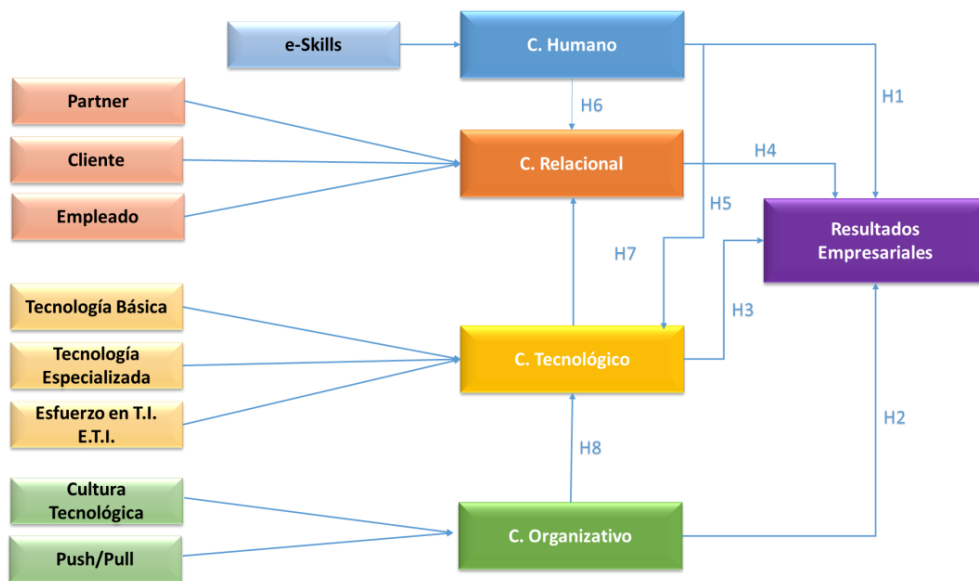 e-Skills
C. Humano
H1
Partner
H6
Cliente
C. Relacional
H4
Empleado
H5
Resultados
Empresariales
H7
Tecnología Básica
H3
Tecnología
Especializada
C. Tecnológico
Esfuerzo en T.I.
E.T.I.
H2
H8
Cultura
Tecnológica
C. Organizativo
Push/Pull